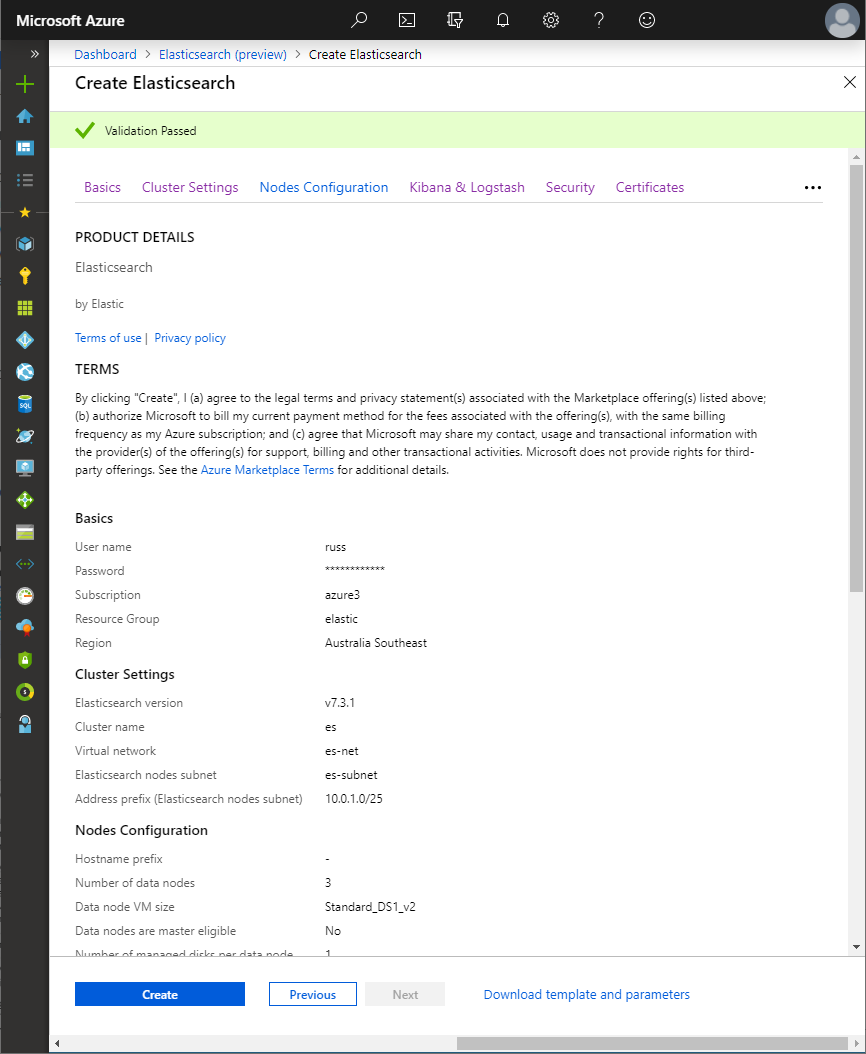 Microsoft Azure
Dashboard > Elasticsearch (preview) > Create Elasticsearch
Create Elasticsearch
Validation Passed
Basics Cluster Settings Nodes Configuration Kibana & Logstash Security Certificates
PRODUCT DETAILS
Elasticsearch
by Elastic
Terms of use | Privacy policy
TERMS
By clicking "Create", I (a) agree to the legal terms and privacy statement(s) associated with the Marketplace offering(s) listed above;
(b) authorize Microsoft to bill my current payment method for the fees associated with the offering(s), with the same billing
frequency as my Azure subscription; and (c) agree that Microsoft may share my contact, usage and transactional information with
the provider(s) of the offering(s) for support, billing and other transactional activities. Microsoft does not provide rights for third-
party offerings. See the Azure Marketplace Terms for additional details.
Basics
User name russ
Password ************
Subscription azure3
Resource Group elastic
Region Australia Southeast
Cluster Settings
Elasticsearch version v7.3.1
Cluster name es
Virtual network es-net
Elasticsearch nodes subnet es-subnet
Address prefix (Elasticsearch nodes subnet) 10.0.1.0/25
Nodes Configuration
Hostname prefix -
Number of data nodes 3
Data node VM size Standard_DS1_v2
Data nodes are master eligible No
Number of managed disks per data node 1
Create Previous Next Download template and parameters